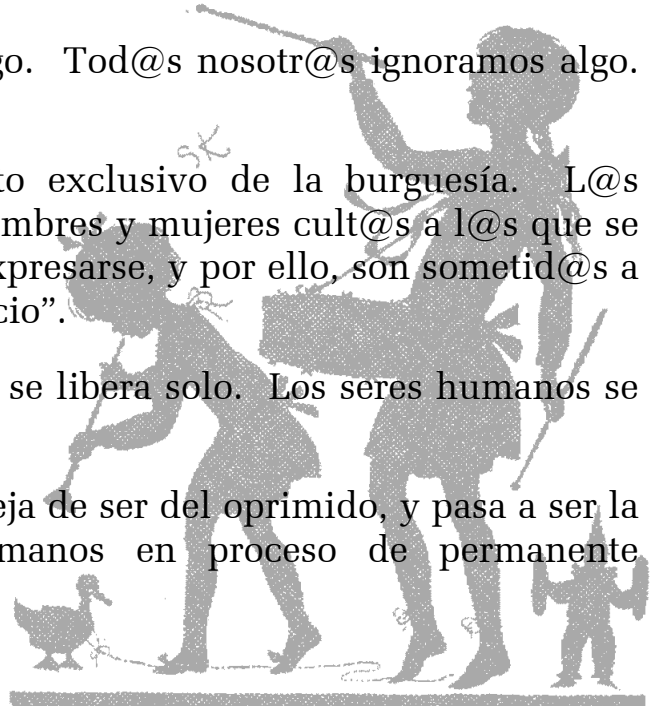 go. Tod@s nosotr@s ignoramos algo.
to exclusivo de la burguesía. L@s
mbres y mujeres cult@s a l@s que se
xpresarse, y por ello, son sometid@s a
cio”.
se libera solo. Los seres humanos se
eja de ser del oprimido, y pasa a ser la
manos en proceso de permanente
SK